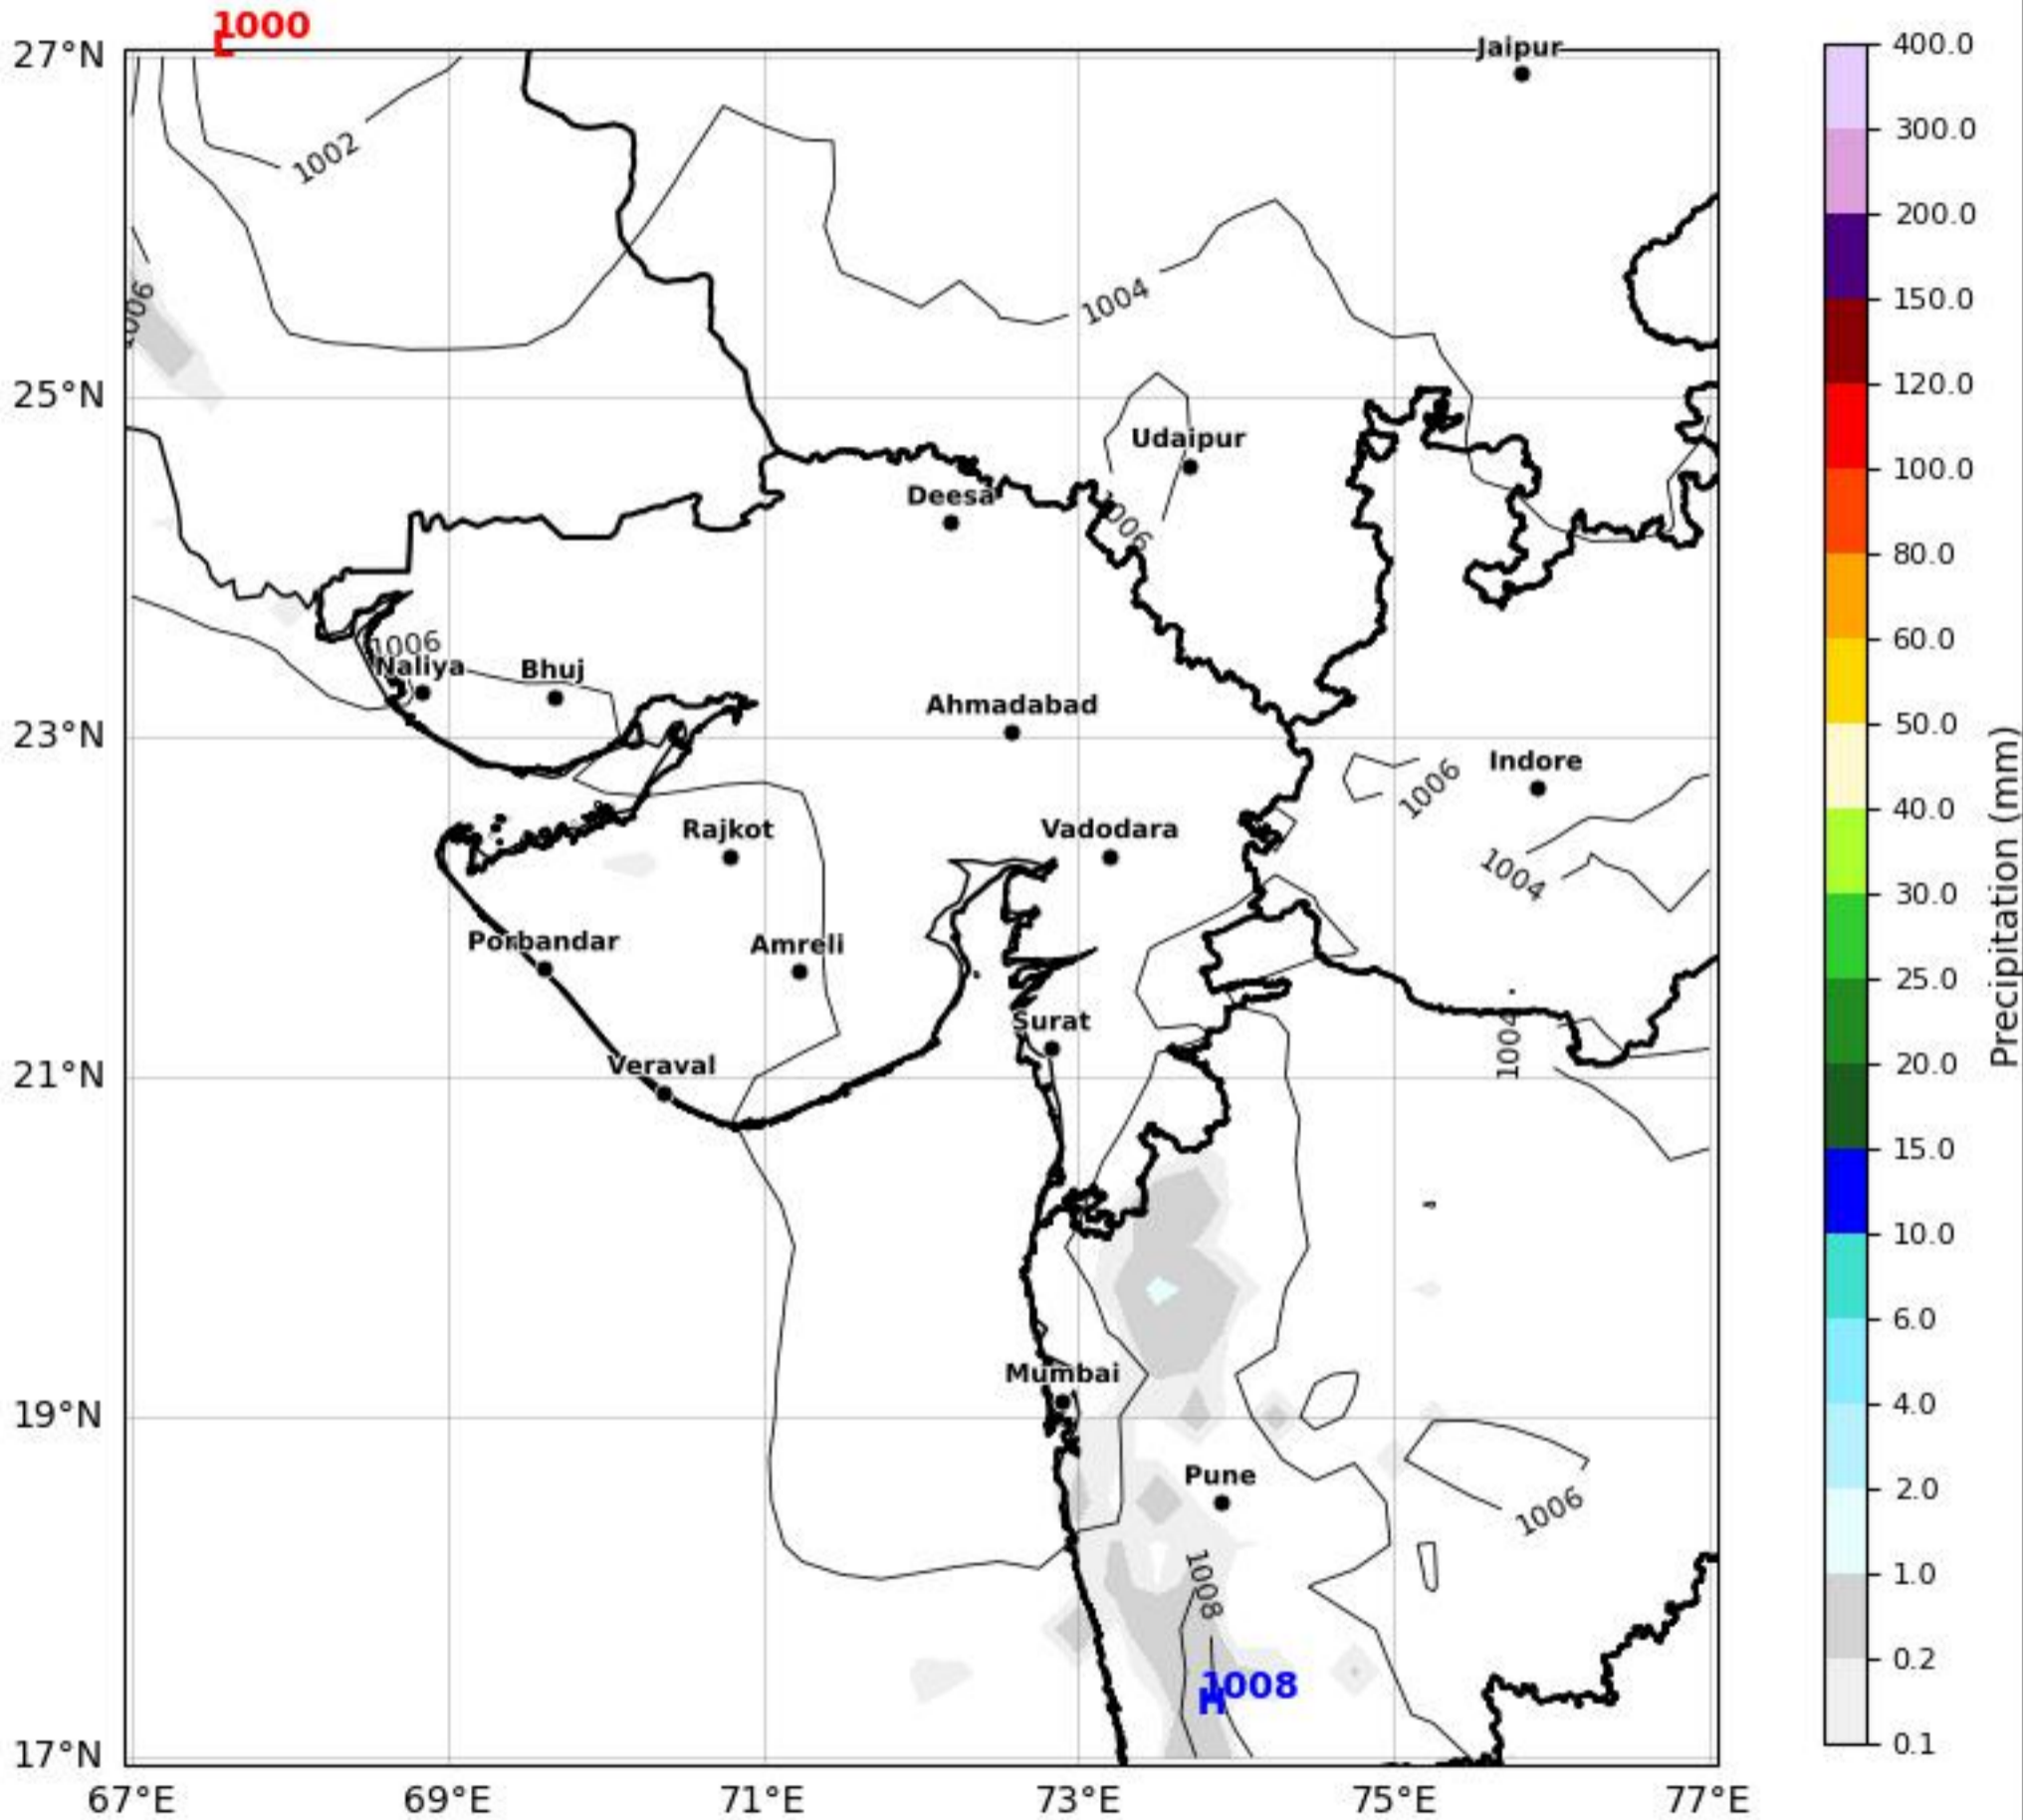 1000
L
27°N
Jaipur
400.0
300.0
1002
200.0
1004
1006
150.0
25°N
120.0
Udaipur
100.0
Deesa
1006
80.0
60.0
1006
Naliya
Bhuj
Ahmadabad
23°N
50.0
Indore
1006
40.0
Rajkot
Vadodara
1004
30.0
Porbandar
Amreli
25.0
Precipitation (mm)
Surat
1004
Veraval
21°N
20.0
15.0
10.0
6.0
Mumbai
4.0
19°N
Pune
2.0
1006
1008
1.0
0.2
1008
H
0.1
17°N
67°E
69°E
71°E
73°E
75°E
77°E